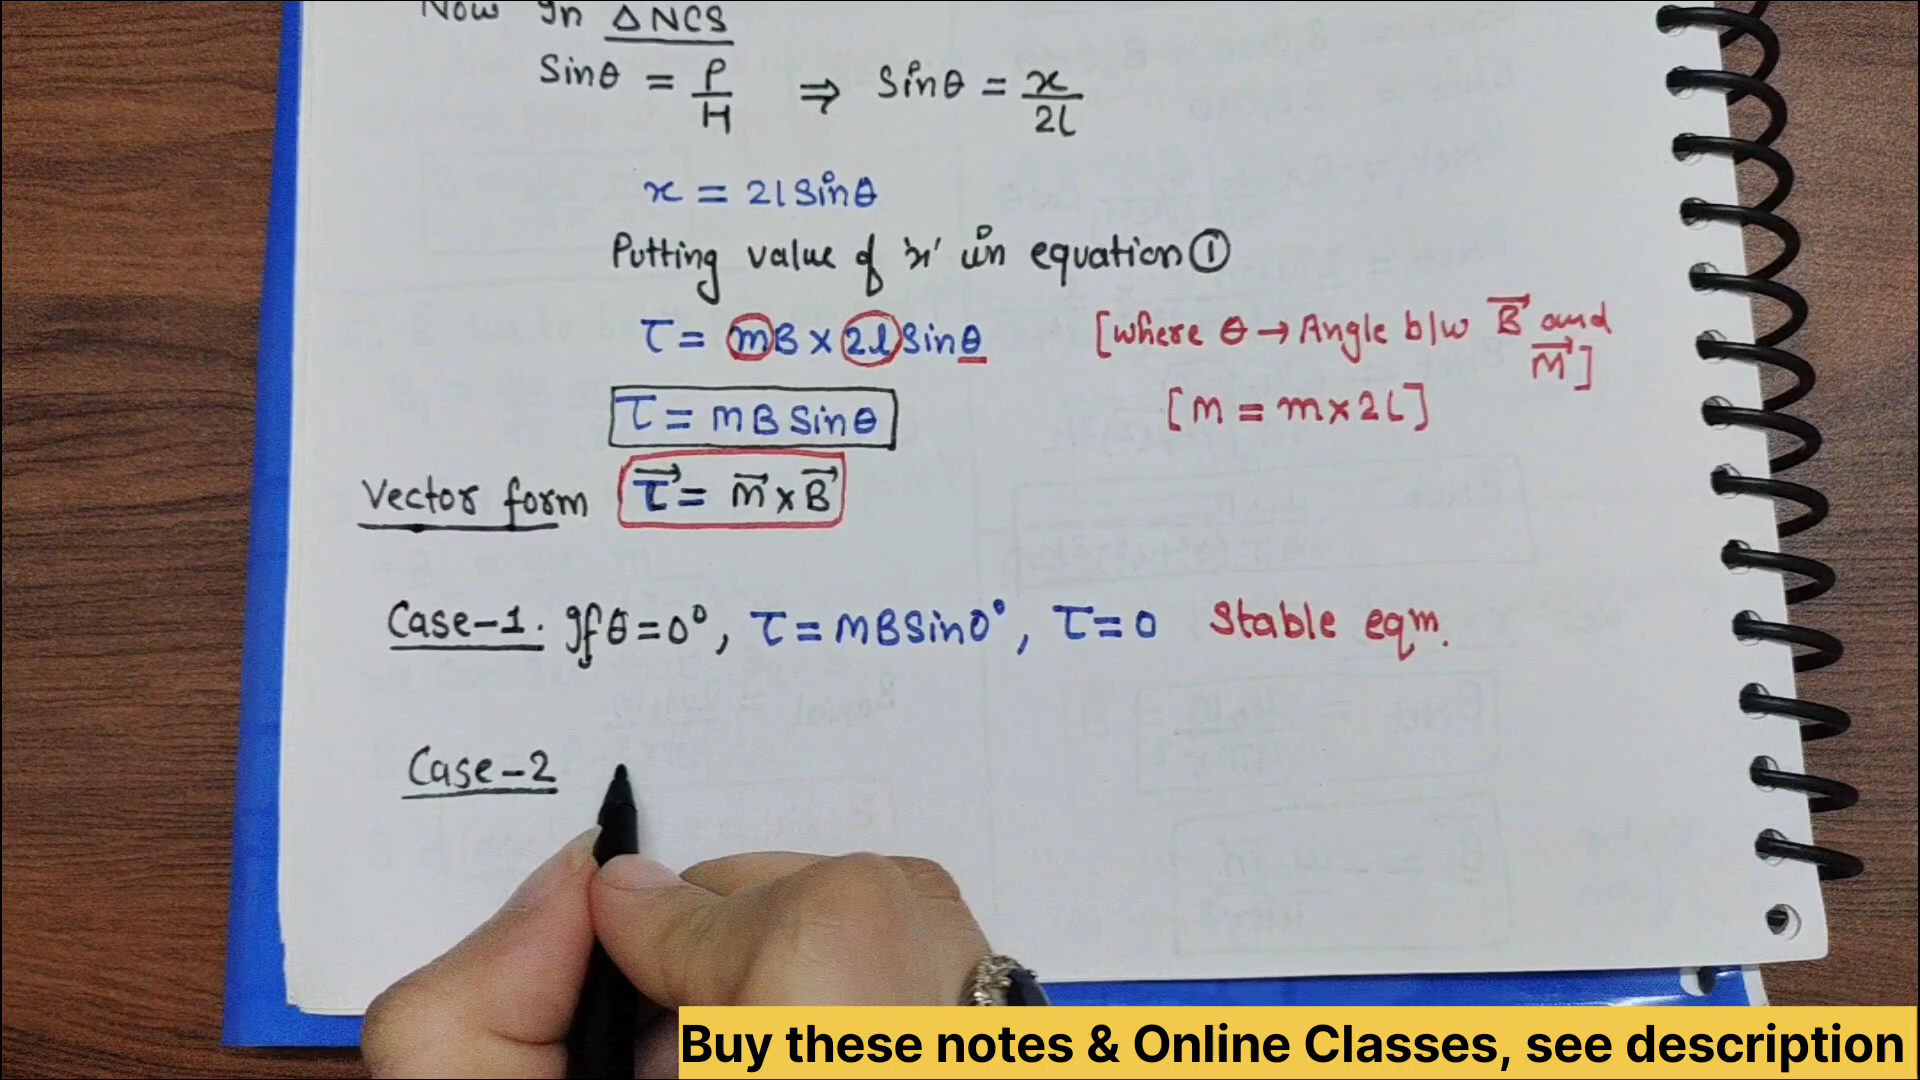 Now In △NCS
Sinθ = P/H ⇒ Sinθ = x/2l
x = 2l Sinθ
Putting value of 'x' in equation ①
τ = mB × 2l Sinθ [where θ → Angle b/w B⃗ and M⃗]
τ = MB Sinθ [M = m×2l]
Vector form τ⃗ = M⃗ × B⃗
Case-1. If θ = 0°, τ = MBSin0°, τ = 0 Stable eqm.
Case-2
Buy these notes & Online Classes, see description